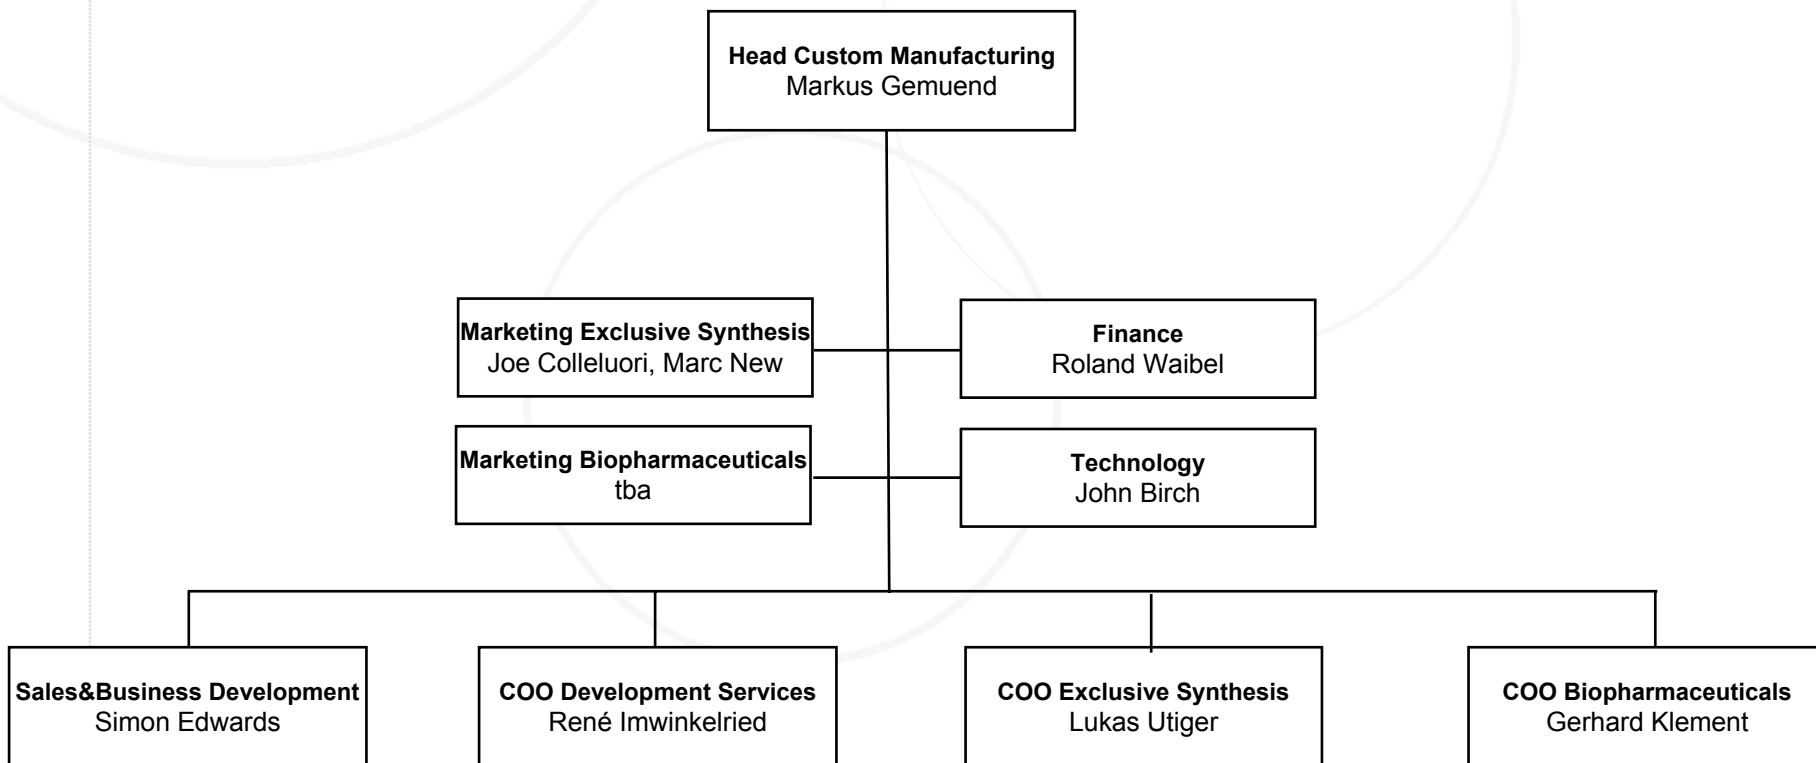 Head Custom Manufacturing
Markus Gemuend
Marketing Exclusive Synthesis
Joe Colleluori, Marc New
Finance
Roland Waibel
Marketing Biopharmaceuticals
tba
Technology
John Birch
Sales&Business Development
Simon Edwards
COO Development Services
René Imwinkelried
COO Exclusive Synthesis
Lukas Utiger
COO Biopharmaceuticals
Gerhard Klement